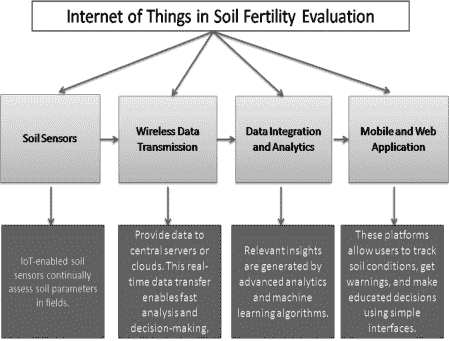 Internet of Things in Soil Fertility Evaluation
Soil Sensors
Wireless Data
Transmission
Data Integration
and Analytics
Mobile and Web
Application
IoT-enabled soil
sensors continually
assess soil parameters
in fields.
Provide data to
central servers or
clouds. This real-
time data transfer
enables fast
analysis and
decision-making.
Relevant insights
are generated by
advanced analytics
and machine
learning algorithms.
These platforms
allow users to track
soil conditions, get
warnings, and make
educated decisions
using simple
interfaces.